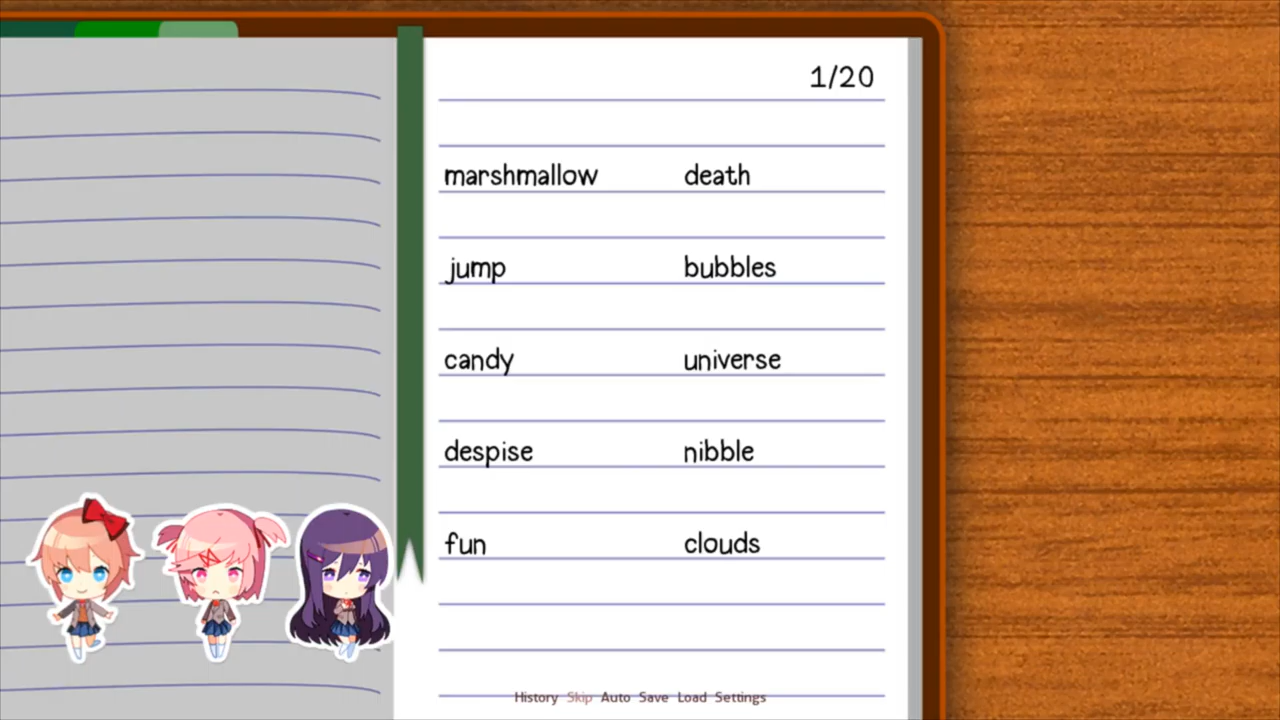 1/20
marshmallow death
jump bubbles
candy universe
despise nibble
fun clouds
History Skip Auto Save Load Settings